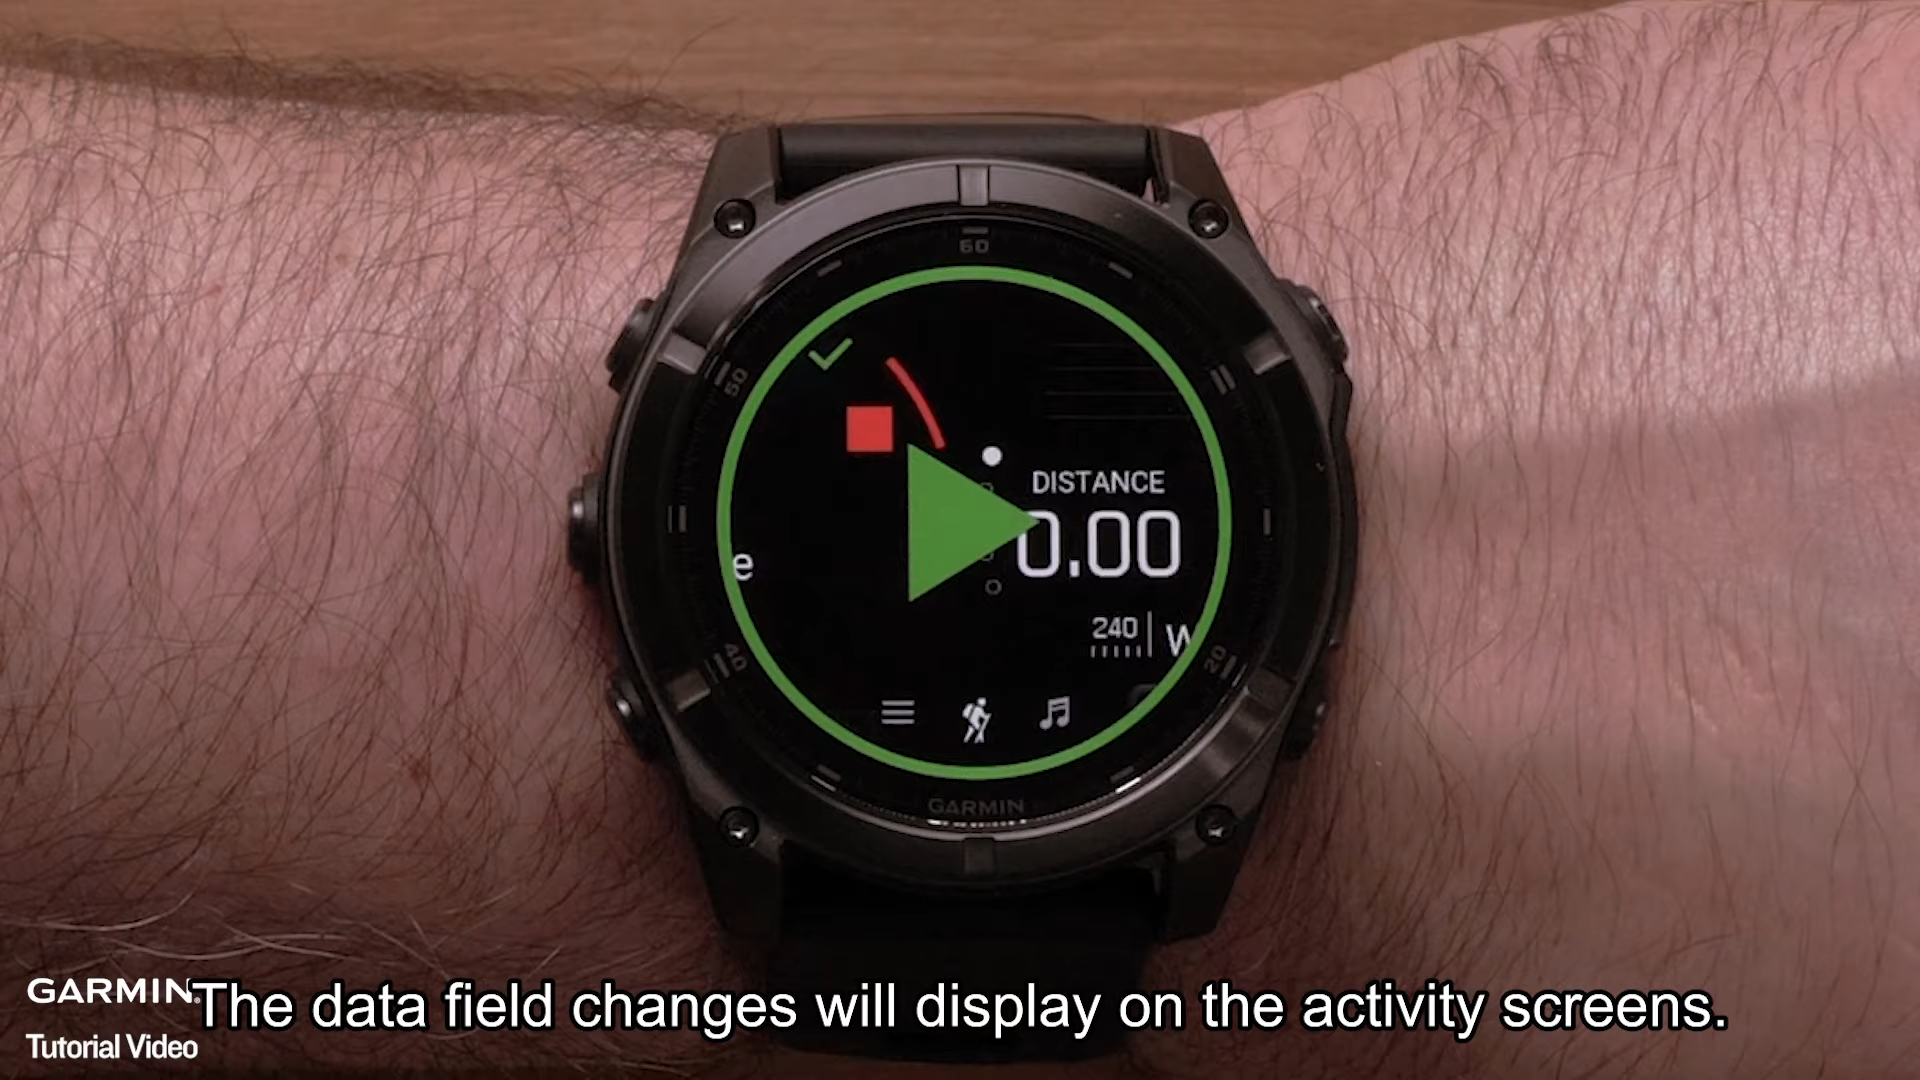 60
50
DISTANCE
0.00
e
240
W
40
20
GARMIN
GARMIN.
The data field changes will display on the activity screens.
Tutorial Video